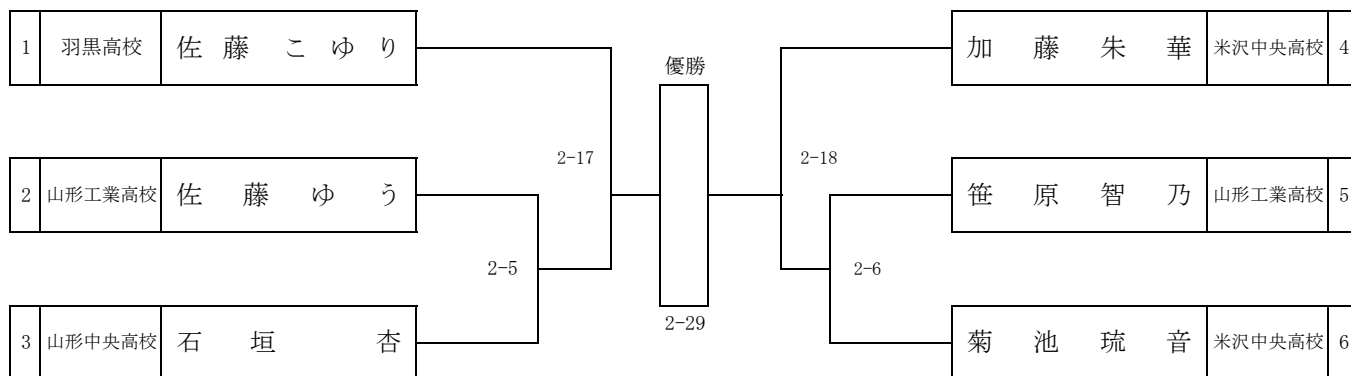 1 羽黒高校 佐藤こゆり
加藤朱華 米沢中央高校 4
優勝
2-17
2-18
2 山形工業高校 佐藤ゆう
笹原智乃 山形工業高校 5
2-5
2-6
2-29
3 山形中央高校 石垣 杏
菊池琉音 米沢中央高校 6